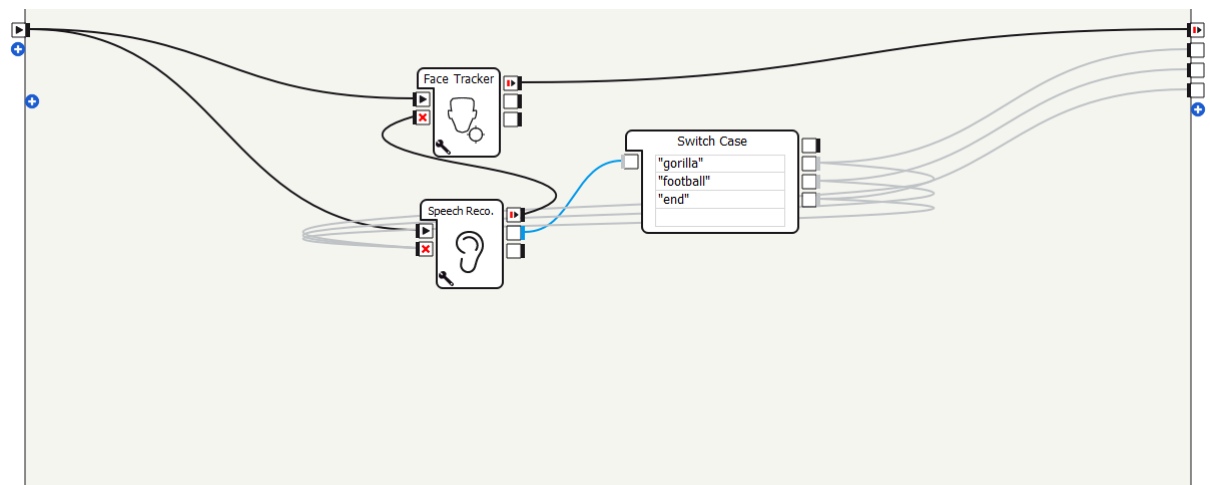 Face Tracker
Switch Case
"gorilla"
"football"
"end"
Speech Reco.